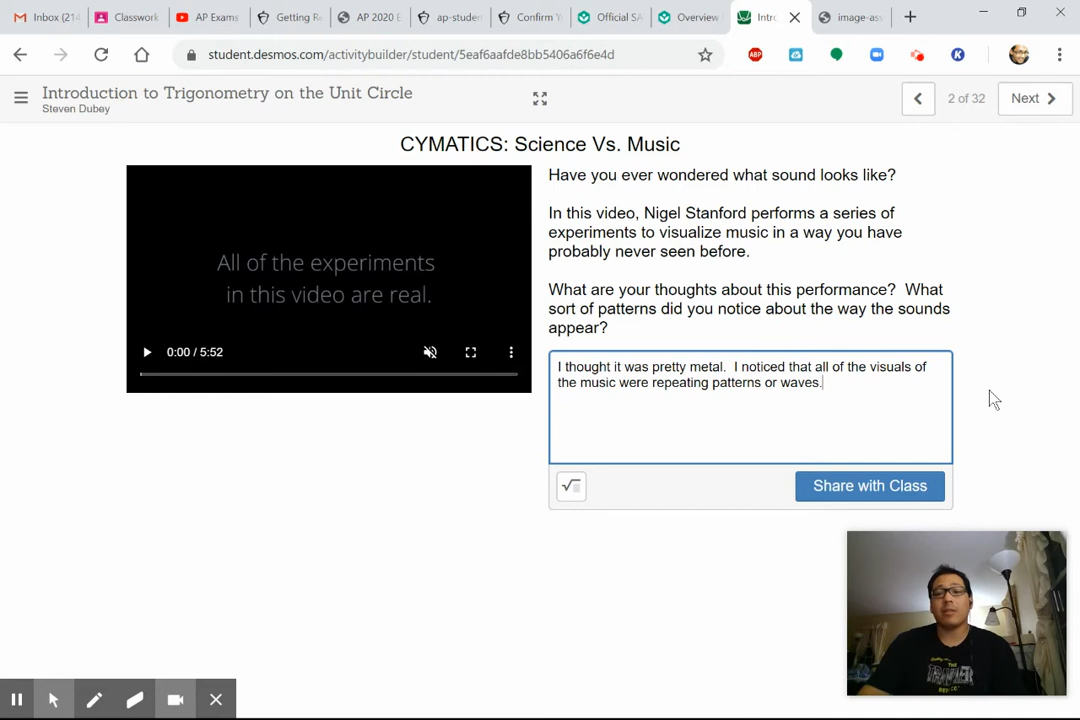 Inbox (214
Classwork
AP Exams
Getting Re
AP 2020 E
ap-studen
Confirm Y
Official SA
Overview
Intro
image-as
student.desmos.com/activitybuilder/student/5eaf6aafde8bb5406a6f6e4d
ABP
K
Introduction to Trigonometry on the Unit Circle
Steven Dubey
2 of 32
Next
CYMATICS: Science Vs. Music
All of the experiments
in this video are real.
0:00 / 5:52
Have you ever wondered what sound looks like?
In this video, Nigel Stanford performs a series of
experiments to visualize music in a way you have
probably never seen before.
What are your thoughts about this performance? What
sort of patterns did you notice about the way the sounds
appear?
I thought it was pretty metal. I noticed that all of the visuals of
the music were repeating patterns or waves.
Share with Class
THE